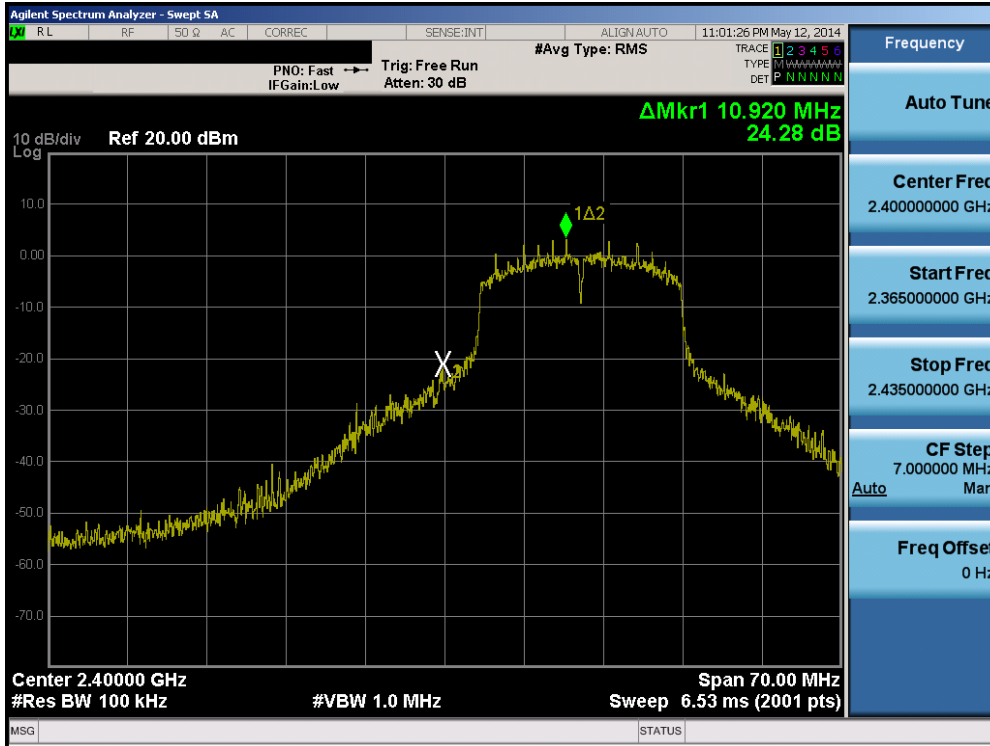 Agilent Spectrum Analyzer - Swept SA
LXI RL RF 50 Ω AC CORREC SENSE:INT ALIGN AUTO 11:01:26 PM May 12, 2014
#Avg Type: RMS TRACE 1 2 3 4 5 6
PNO: Fast Trig: Free Run TYPE M WWWWW
IFGain:Low Atten: 30 dB DET P N N N N N
ΔMkr1 10.920 MHz
24.28 dB
10 dB/div Ref 20.00 dBm
Log
10.0
0.00
-10.0
-20.0
-30.0
-40.0
-50.0
-60.0
-70.0
1Δ2
X2
Center 2.40000 GHz Span 70.00 MHz
#Res BW 100 kHz #VBW 1.0 MHz Sweep 6.53 ms (2001 pts)
MSG STATUS
Frequency
Auto Tune
Center Freq
2.400000000 GHz
Start Freq
2.365000000 GHz
Stop Freq
2.435000000 GHz
CF Step
7.000000 MHz
Auto Man
Freq Offset
0 Hz